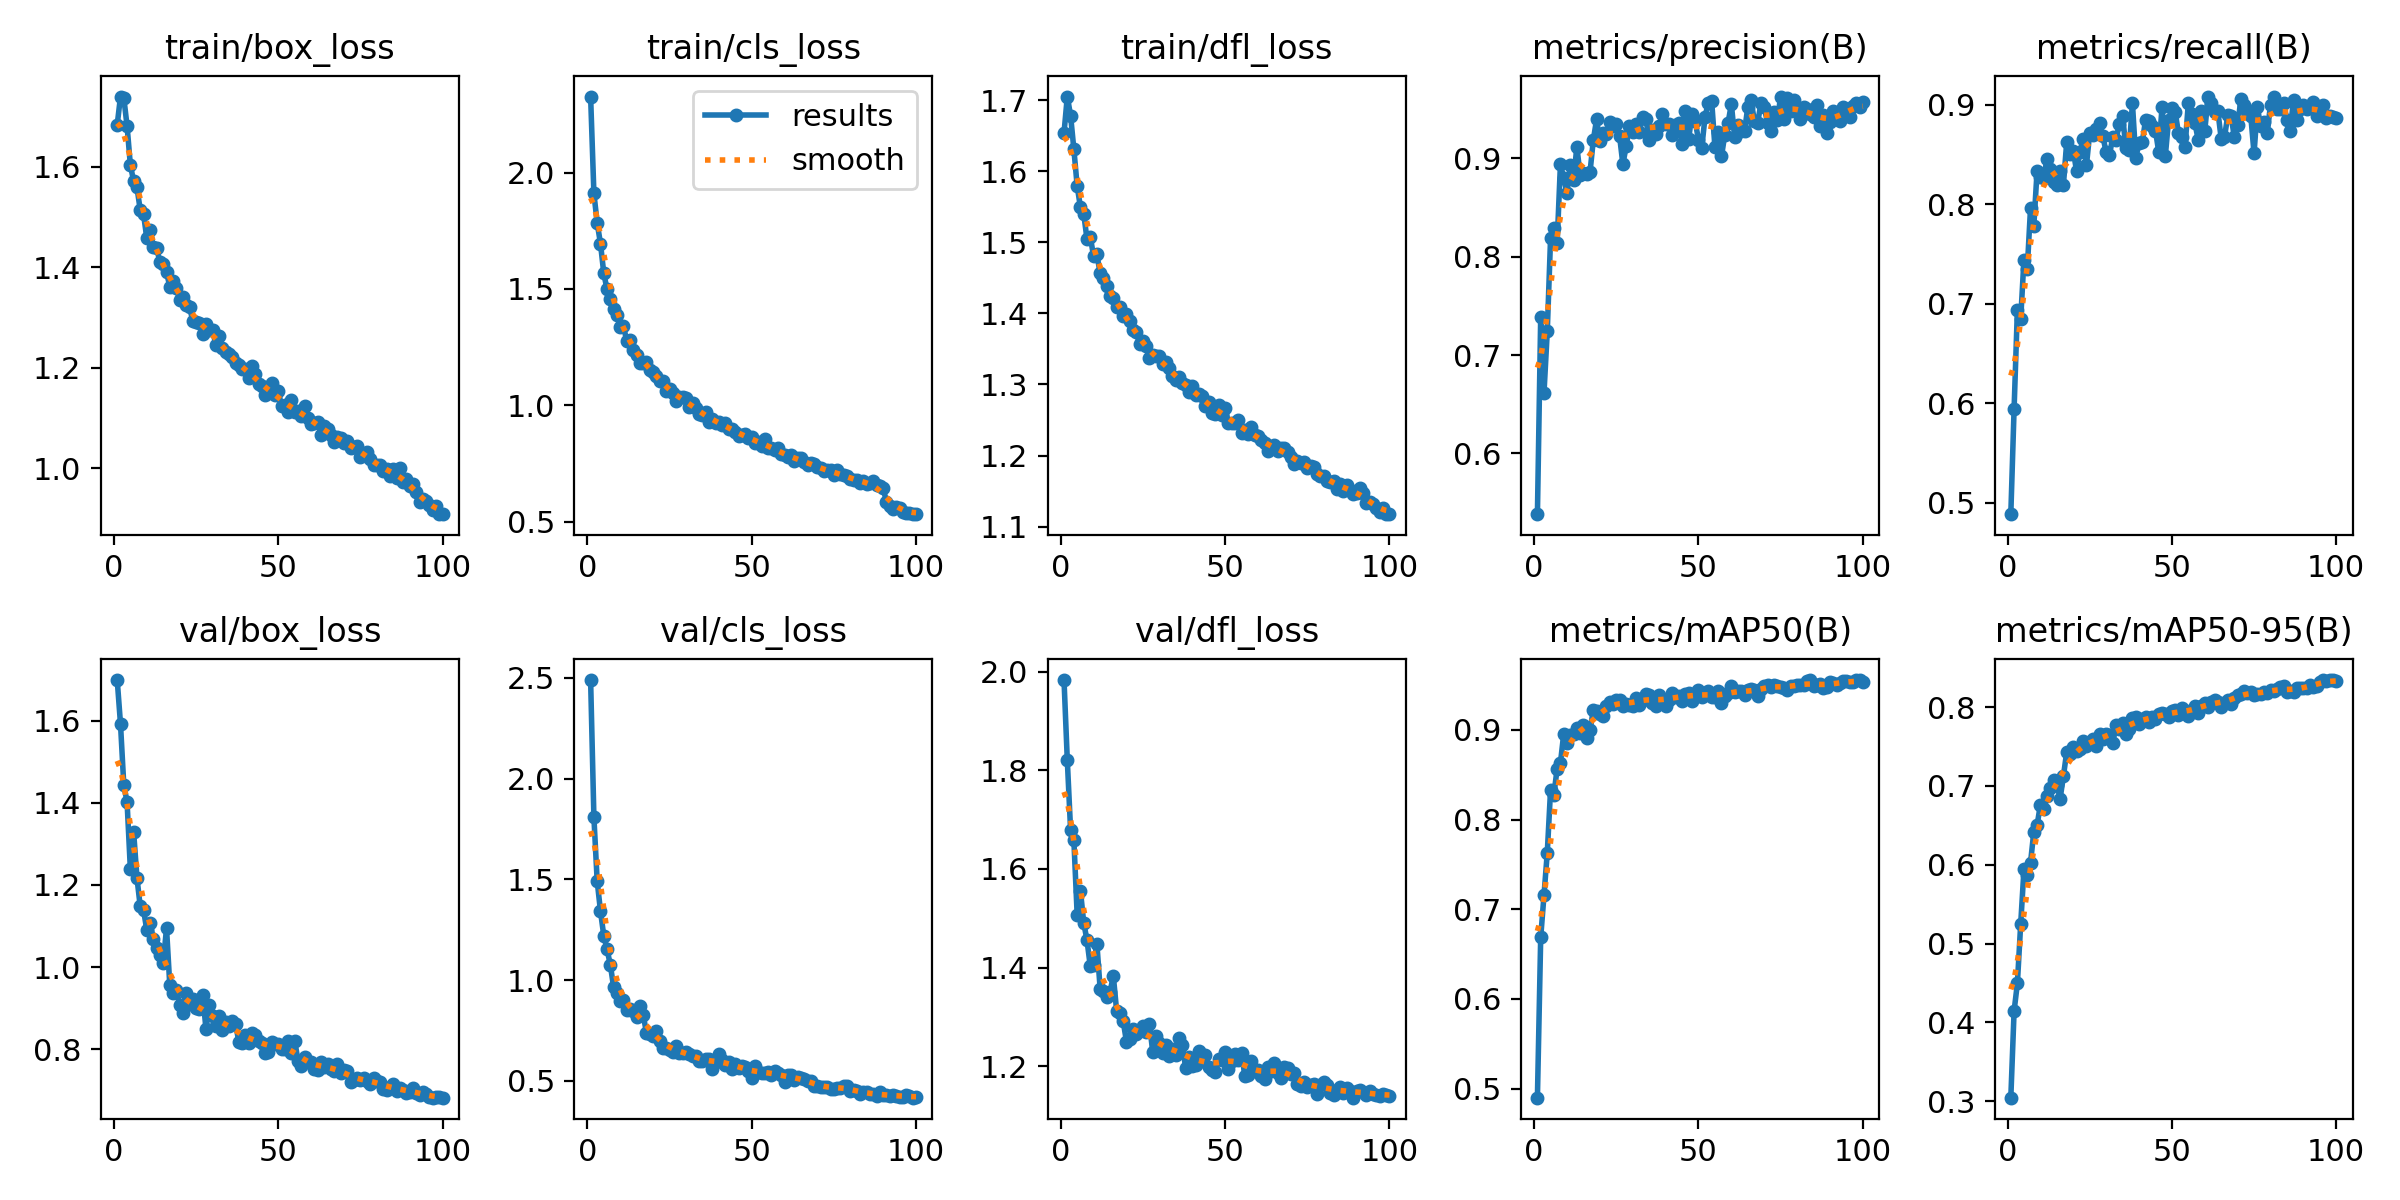 train/box_loss
1.6
1.4
1.2
1.0
0 50 100
train/cls_loss
results
smooth
2.0
1.5
1.0
0.5
0 50 100
train/dfl_loss
1.7
1.6
1.5
1.4
1.3
1.2
1.1
0 50 100
metrics/precision(B)
0.9
0.8
0.7
0.6
0 50 100
metrics/recall(B)
0.9
0.8
0.7
0.6
0.5
0 50 100
val/box_loss
1.6
1.4
1.2
1.0
0.8
0 50 100
val/cls_loss
2.5
2.0
1.5
1.0
0.5
0 50 100
val/dfl_loss
2.0
1.8
1.6
1.4
1.2
0 50 100
metrics/mAP50(B)
0.9
0.8
0.7
0.6
0.5
0 50 100
metrics/mAP50-95(B)
0.8
0.7
0.6
0.5
0.4
0.3
0 50 100